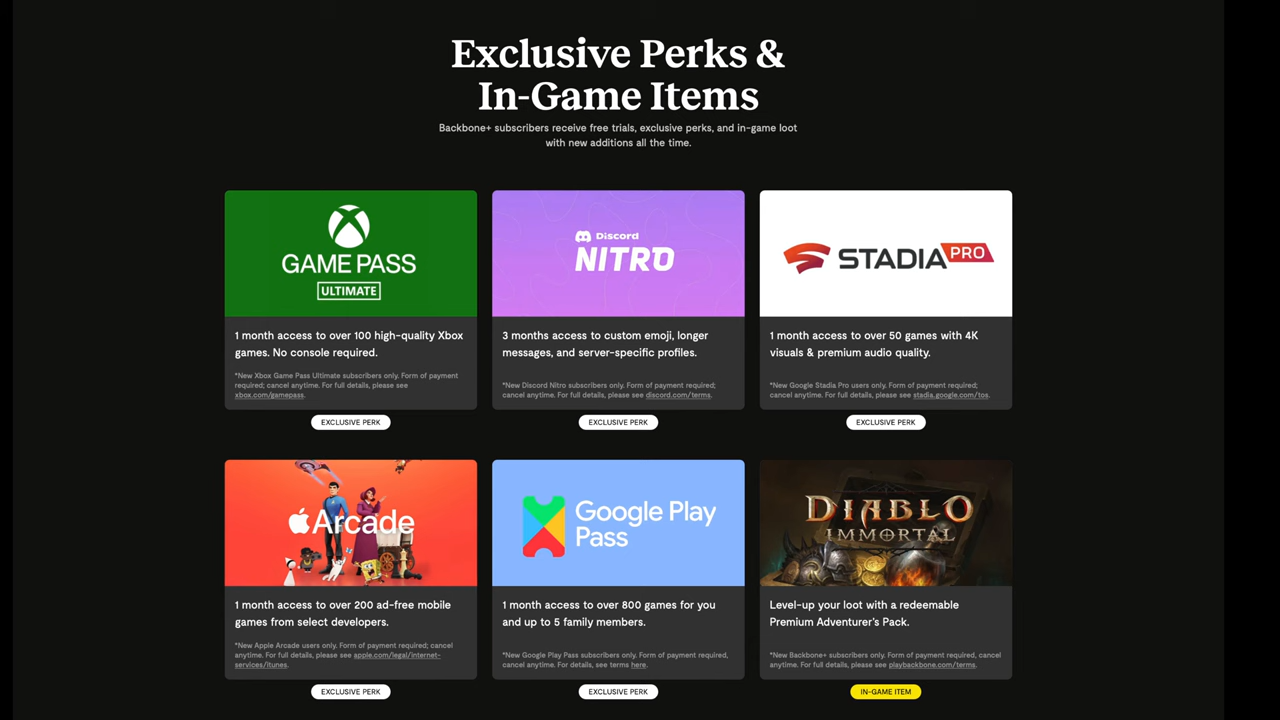 Exclusive Perks &
In-Game Items
Backbone+ subscribers receive free trials, exclusive perks, and in-game loot
with new additions all the time.
GAME PASS
ULTIMATE
1 month access to over 100 high-quality Xbox
games. No console required.
*New Xbox Game Pass Ultimate subscribers only. Form of payment
required; cancel anytime. For full details, please see
xbox.com/gamepass.
EXCLUSIVE PERK
Discord
NITRO
3 months access to custom emoji, longer
messages, and server-specific profiles.
*New Discord Nitro subscribers only. Form of payment required;
cancel anytime. For full details, please see discord.com/terms.
EXCLUSIVE PERK
STADIA PRO
1 month access to over 50 games with 4K
visuals & premium audio quality.
*New Google Stadia Pro users only. Form of payment required;
cancel anytime. For full details, please see stadia.google.com/tos.
EXCLUSIVE PERK
Arcade
1 month access to over 200 ad-free mobile
games from select developers.
*New Apple Arcade users only. Form of payment required; cancel
anytime. For full details, please see apple.com/legal/internet-
services/itunes.
EXCLUSIVE PERK
Google Play
Pass
1 month access to over 800 games for you
and up to 5 family members.
*New Google Play Pass subscribers only. Form of payment required,
cancel anytime. For details, see terms here.
EXCLUSIVE PERK
DIABLO
IMMORTAL
Level-up your loot with a redeemable
Premium Adventurer's Pack.
*New Backbone+ subscribers only. Form of payment required, cancel
anytime. For full details, please see playbackbone.com/terms.
IN-GAME ITEM